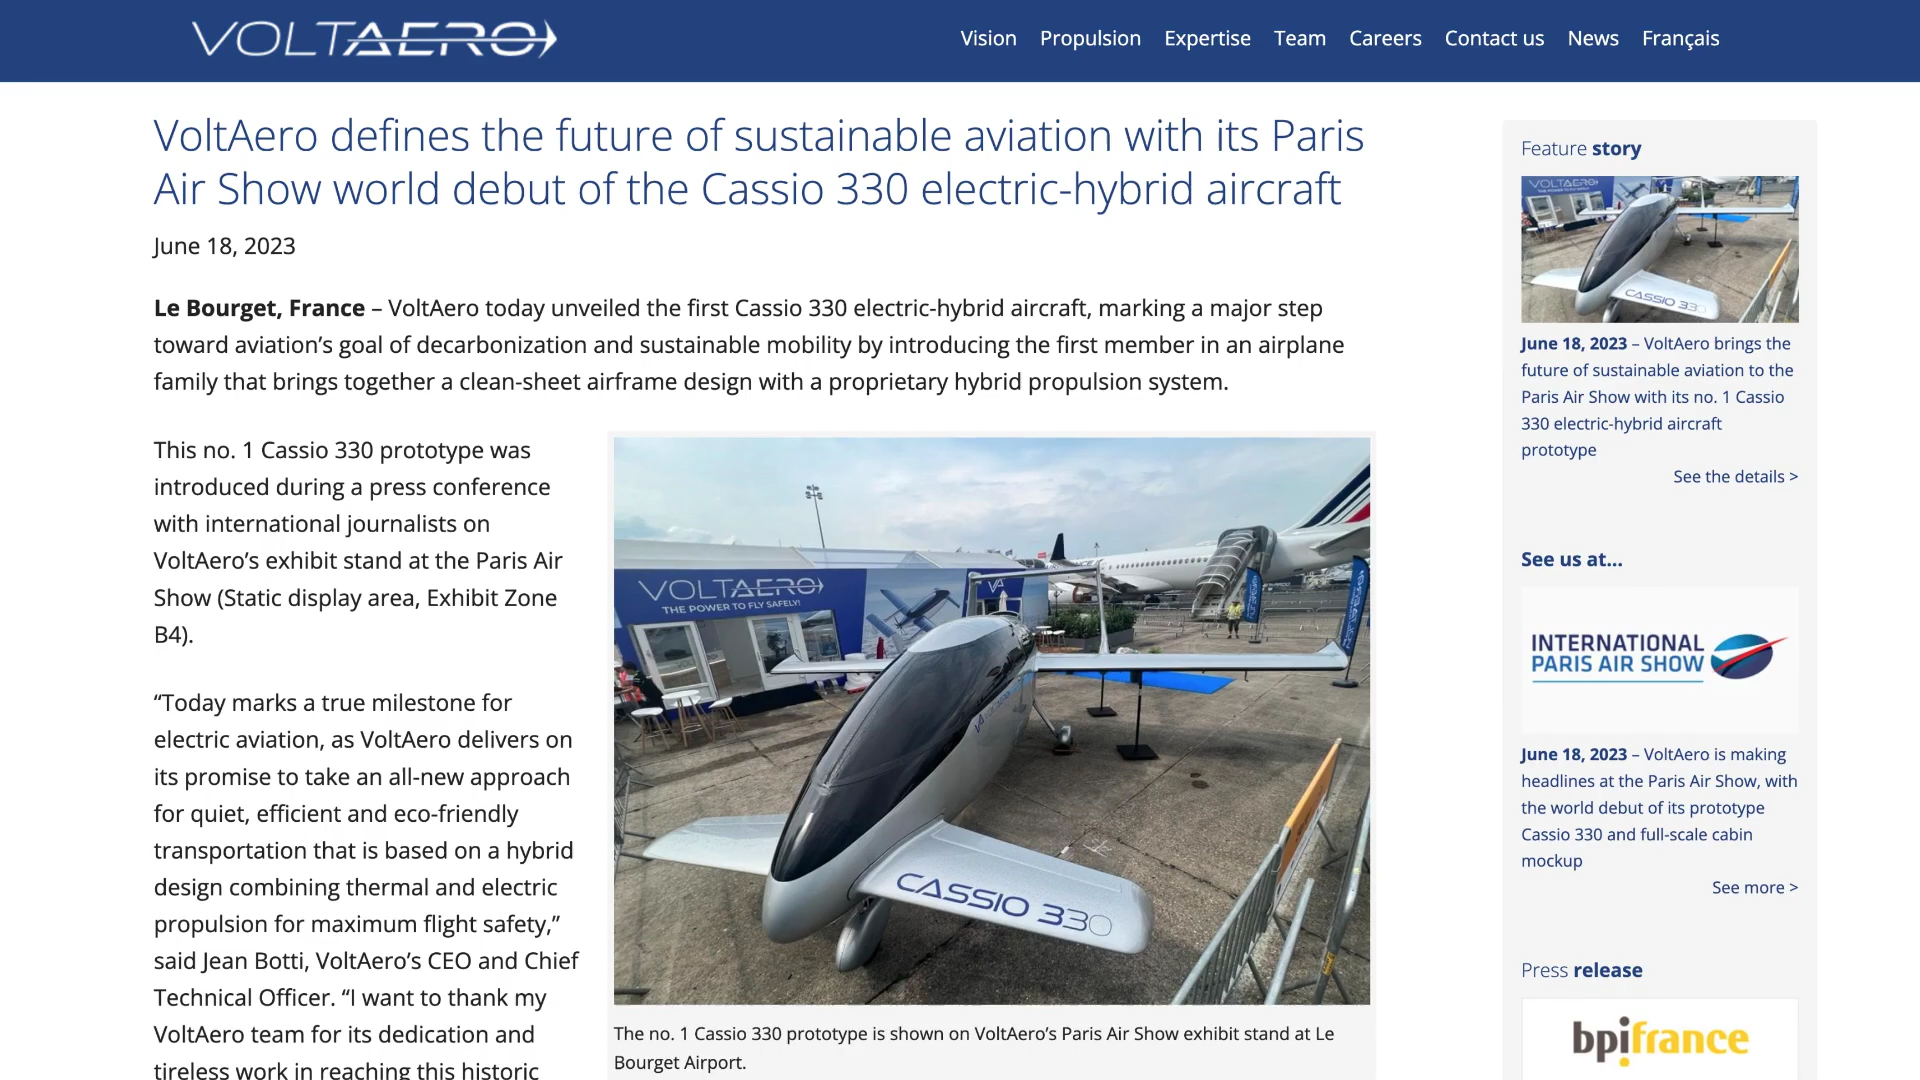 VOLTAERO
Vision Propulsion Expertise Team Careers Contact us News Français
VoltAero defines the future of sustainable aviation with its Paris
Air Show world debut of the Cassio 330 electric-hybrid aircraft
June 18, 2023
Le Bourget, France – VoltAero today unveiled the first Cassio 330 electric-hybrid aircraft, marking a major step
toward aviation’s goal of decarbonization and sustainable mobility by introducing the first member in an airplane
family that brings together a clean-sheet airframe design with a proprietary hybrid propulsion system.
This no. 1 Cassio 330 prototype was
introduced during a press conference
with international journalists on
VoltAero’s exhibit stand at the Paris Air
Show (Static display area, Exhibit Zone
B4).
“Today marks a true milestone for
electric aviation, as VoltAero delivers on
its promise to take an all-new approach
for quiet, efficient and eco-friendly
transportation that is based on a hybrid
design combining thermal and electric
propulsion for maximum flight safety,”
said Jean Botti, VoltAero’s CEO and Chief
Technical Officer. “I want to thank my
VoltAero team for its dedication and
tireless work in reaching this historic
VOLTAERO
THE POWER TO FLY SAFELY!
VA
CASSIO 330
The no. 1 Cassio 330 prototype is shown on VoltAero’s Paris Air Show exhibit stand at Le
Bourget Airport.
Feature story
VOLTAERO
CASSIO 330
June 18, 2023 – VoltAero brings the
future of sustainable aviation to the
Paris Air Show with its no. 1 Cassio
330 electric-hybrid aircraft
prototype
See the details >
See us at...
INTERNATIONAL
PARIS AIR SHOW
June 18, 2023 – VoltAero is making
headlines at the Paris Air Show, with
the world debut of its prototype
Cassio 330 and full-scale cabin
mockup
See more >
Press release
bpifrance